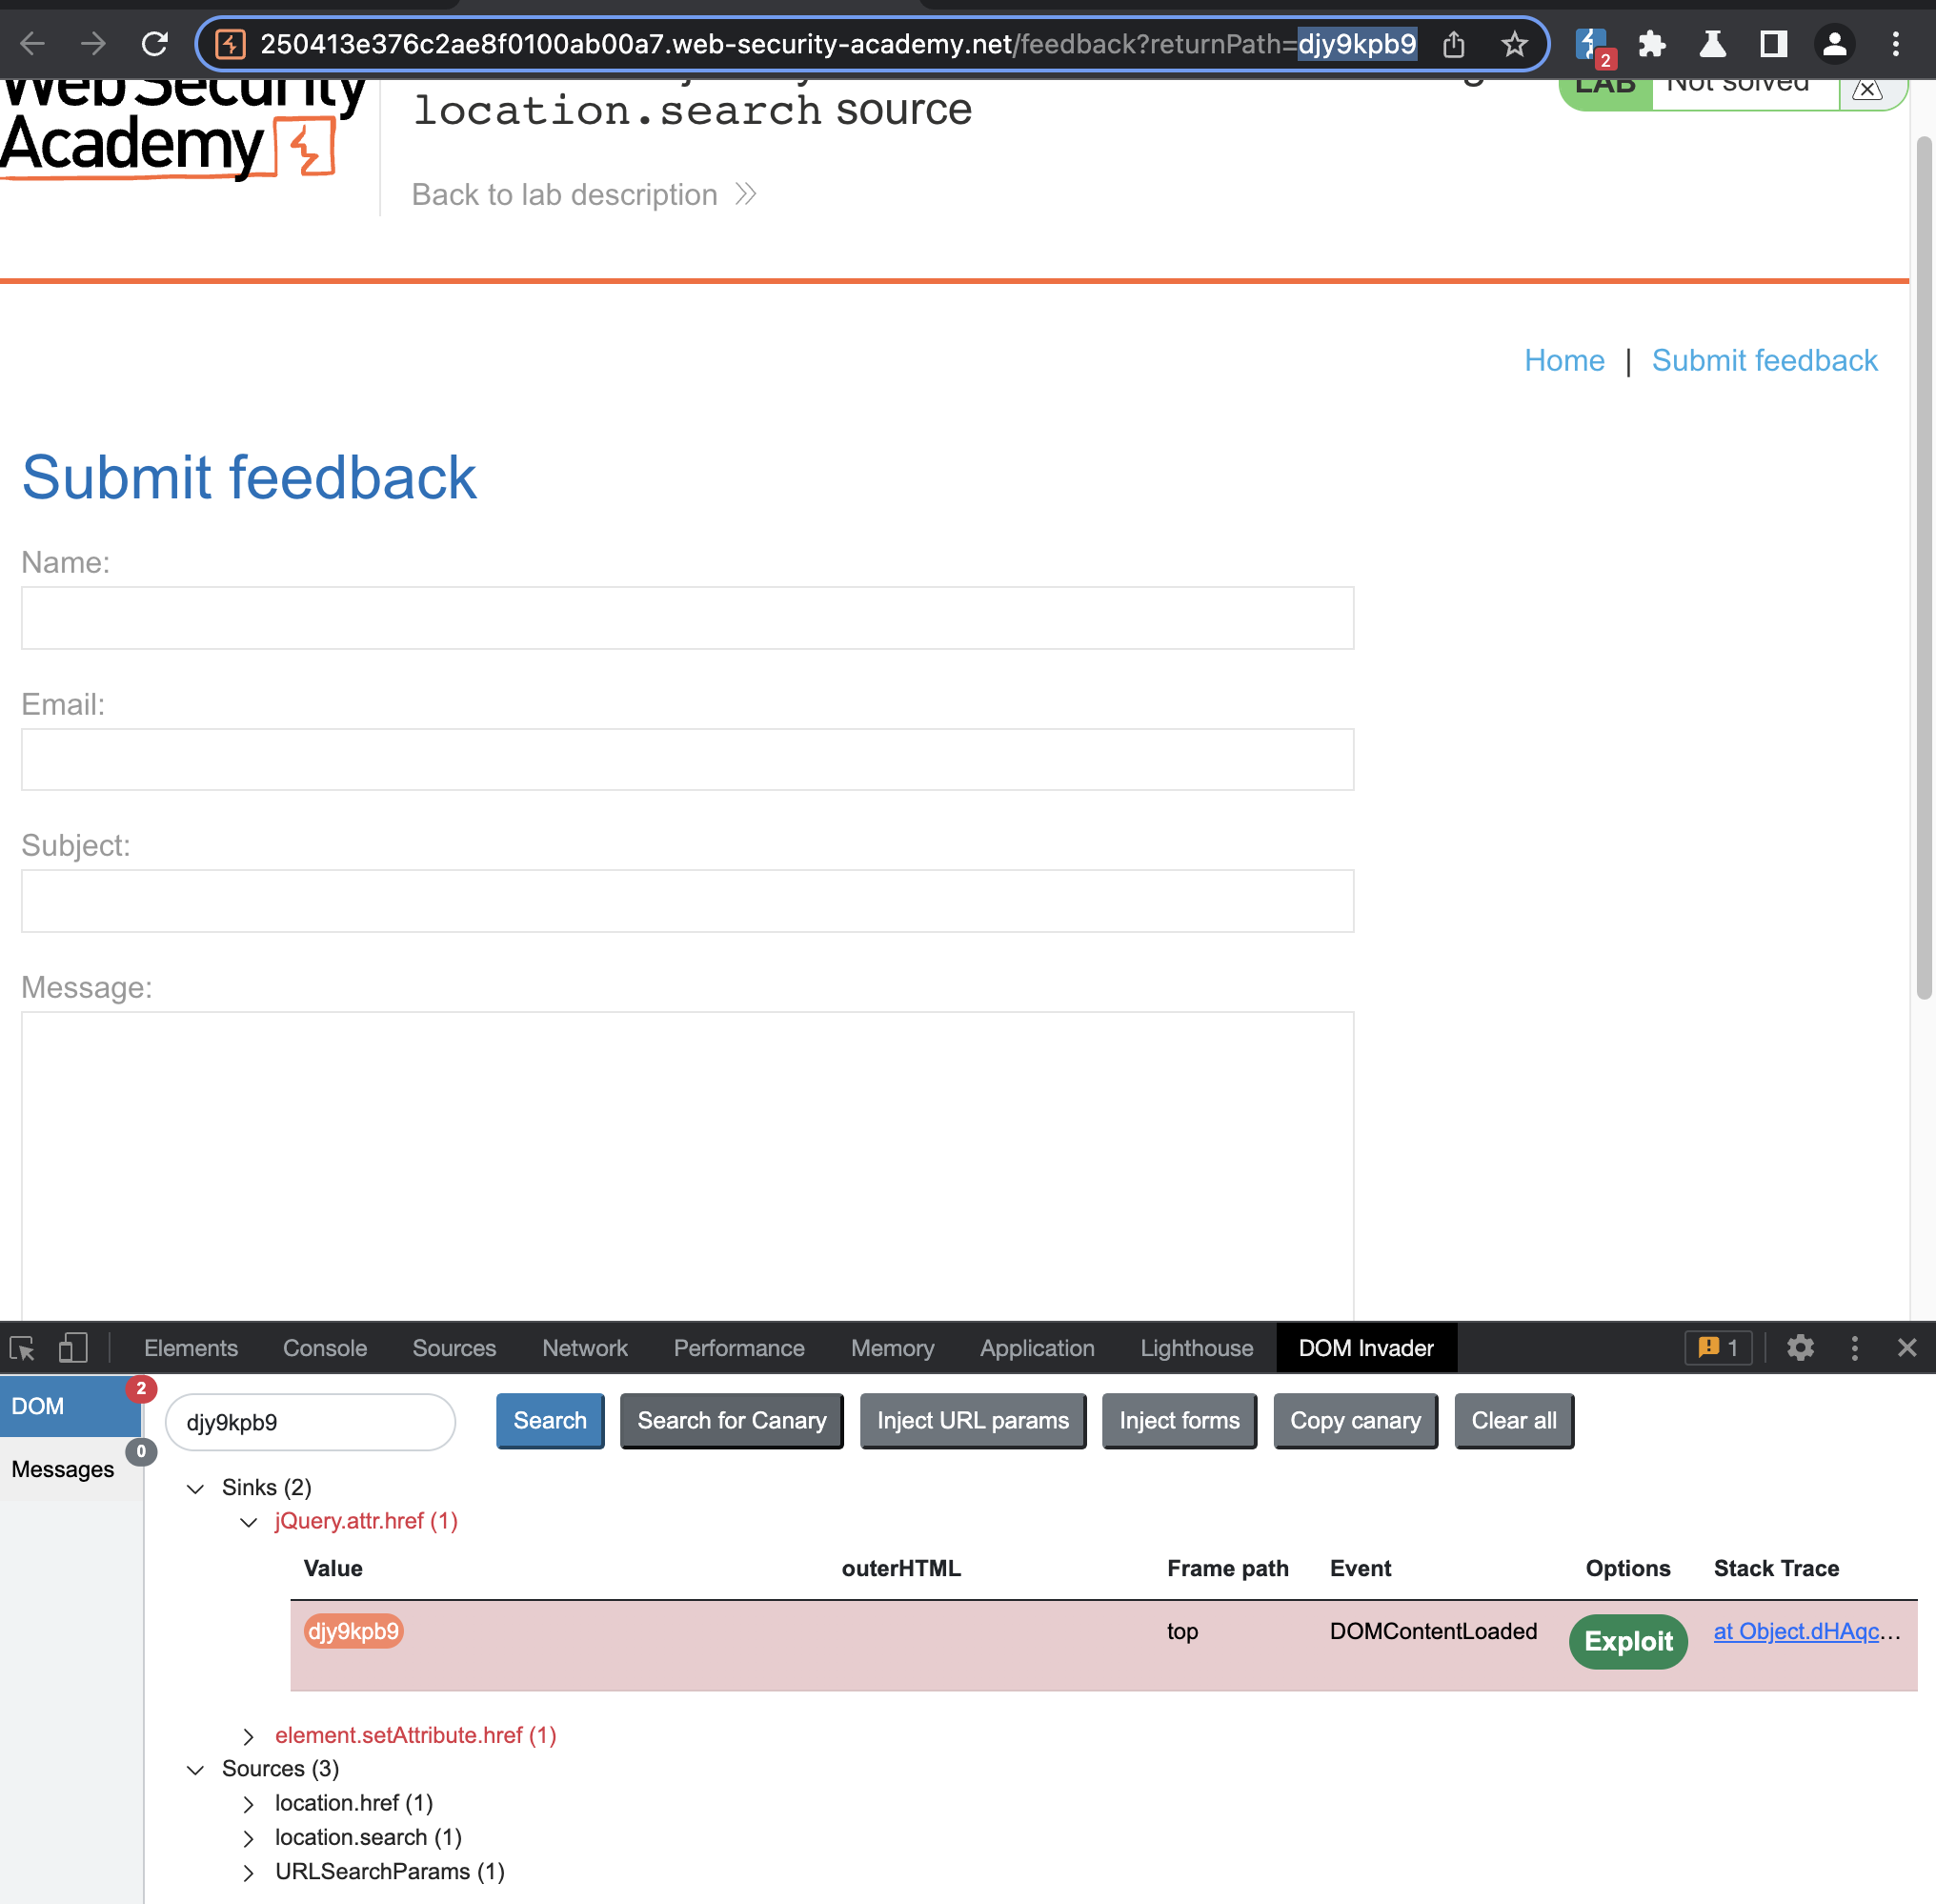 250413e376c2ae8f0100ab00a7.web-security-academy.net/feedback?returnPath=djy9kpb9
2
Web Security
Academy
location.search source
LAB Not solved
Back to lab description
Home | Submit feedback
Submit feedback
Name:
Email:
Subject:
Message:
Elements Console Sources Network Performance Memory Application Lighthouse DOM Invader 1
DOM 2
Messages 0
djy9kpb9 Search Search for Canary Inject URL params Inject forms Copy canary Clear all
Sinks (2)
jQuery.attr.href (1)
Value outerHTML Frame path Event Options Stack Trace
djy9kpb9 top DOMContentLoaded Exploit at Object.dHAqc...
element.setAttribute.href (1)
Sources (3)
location.href (1)
location.search (1)
URLSearchParams (1)